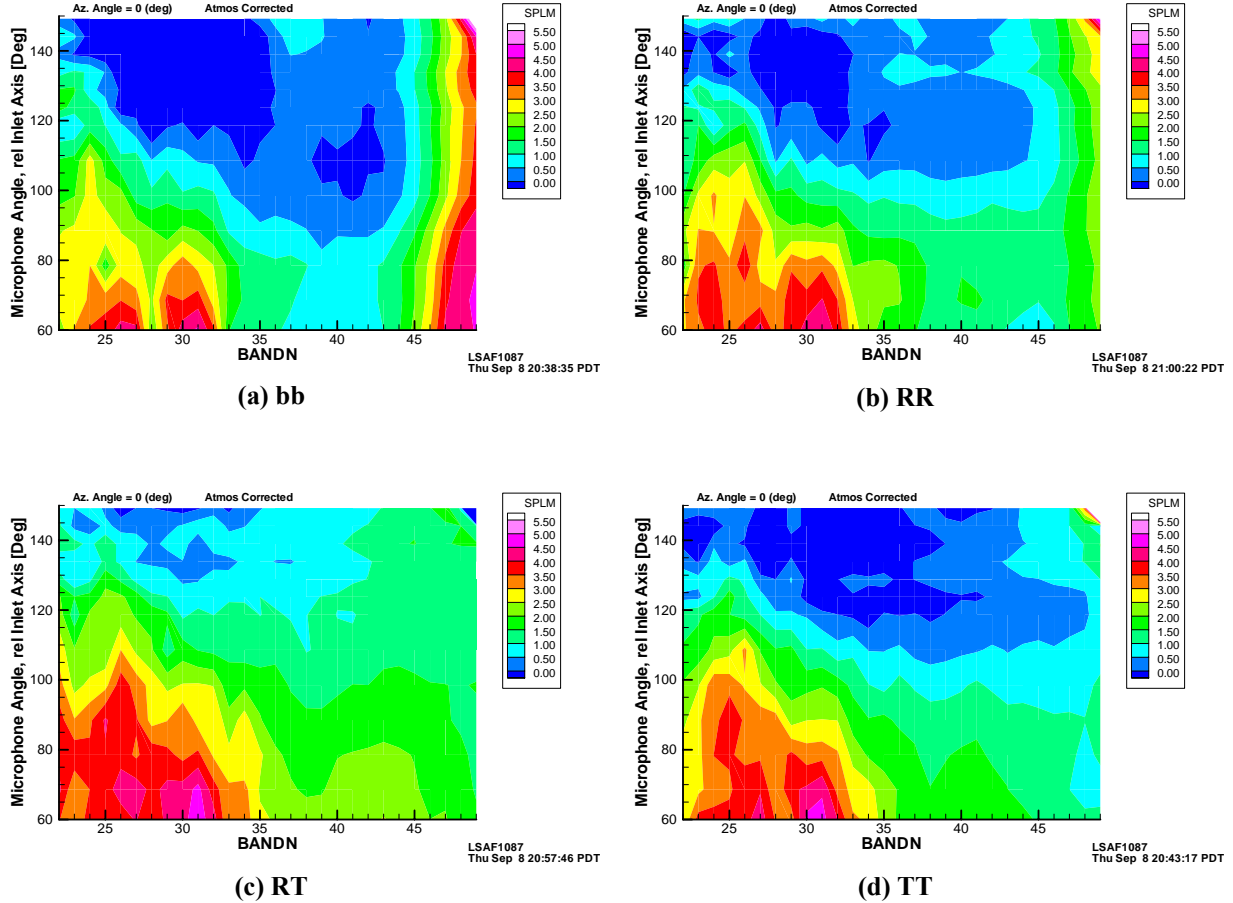 Az. Angle = 0 (deg) Atmos Corrected
Microphone Angle, rel Inlet Axis [Deg]
140
120
100
80
60
25 30 35 40 45
BANDN
SPLM
5.50
5.00
4.50
4.00
3.50
3.00
2.50
2.00
1.50
1.00
0.50
0.00
LSAF1087
Thu Sep 8 20:38:35 PDT
(a) bb
Az. Angle = 0 (deg) Atmos Corrected
Microphone Angle, rel Inlet Axis [Deg]
140
120
100
80
60
25 30 35 40 45
BANDN
SPLM
5.50
5.00
4.50
4.00
3.50
3.00
2.50
2.00
1.50
1.00
0.50
0.00
LSAF1087
Thu Sep 8 21:00:22 PDT
(b) RR
Az. Angle = 0 (deg) Atmos Corrected
Microphone Angle, rel Inlet Axis [Deg]
140
120
100
80
60
25 30 35 40 45
BANDN
SPLM
5.50
5.00
4.50
4.00
3.50
3.00
2.50
2.00
1.50
1.00
0.50
0.00
LSAF1087
Thu Sep 8 20:57:46 PDT
(c) RT
Az. Angle = 0 (deg) Atmos Corrected
Microphone Angle, rel Inlet Axis [Deg]
140
120
100
80
60
25 30 35 40 45
BANDN
SPLM
5.50
5.00
4.50
4.00
3.50
3.00
2.50
2.00
1.50
1.00
0.50
0.00
LSAF1087
Thu Sep 8 20:43:17 PDT
(d) TT